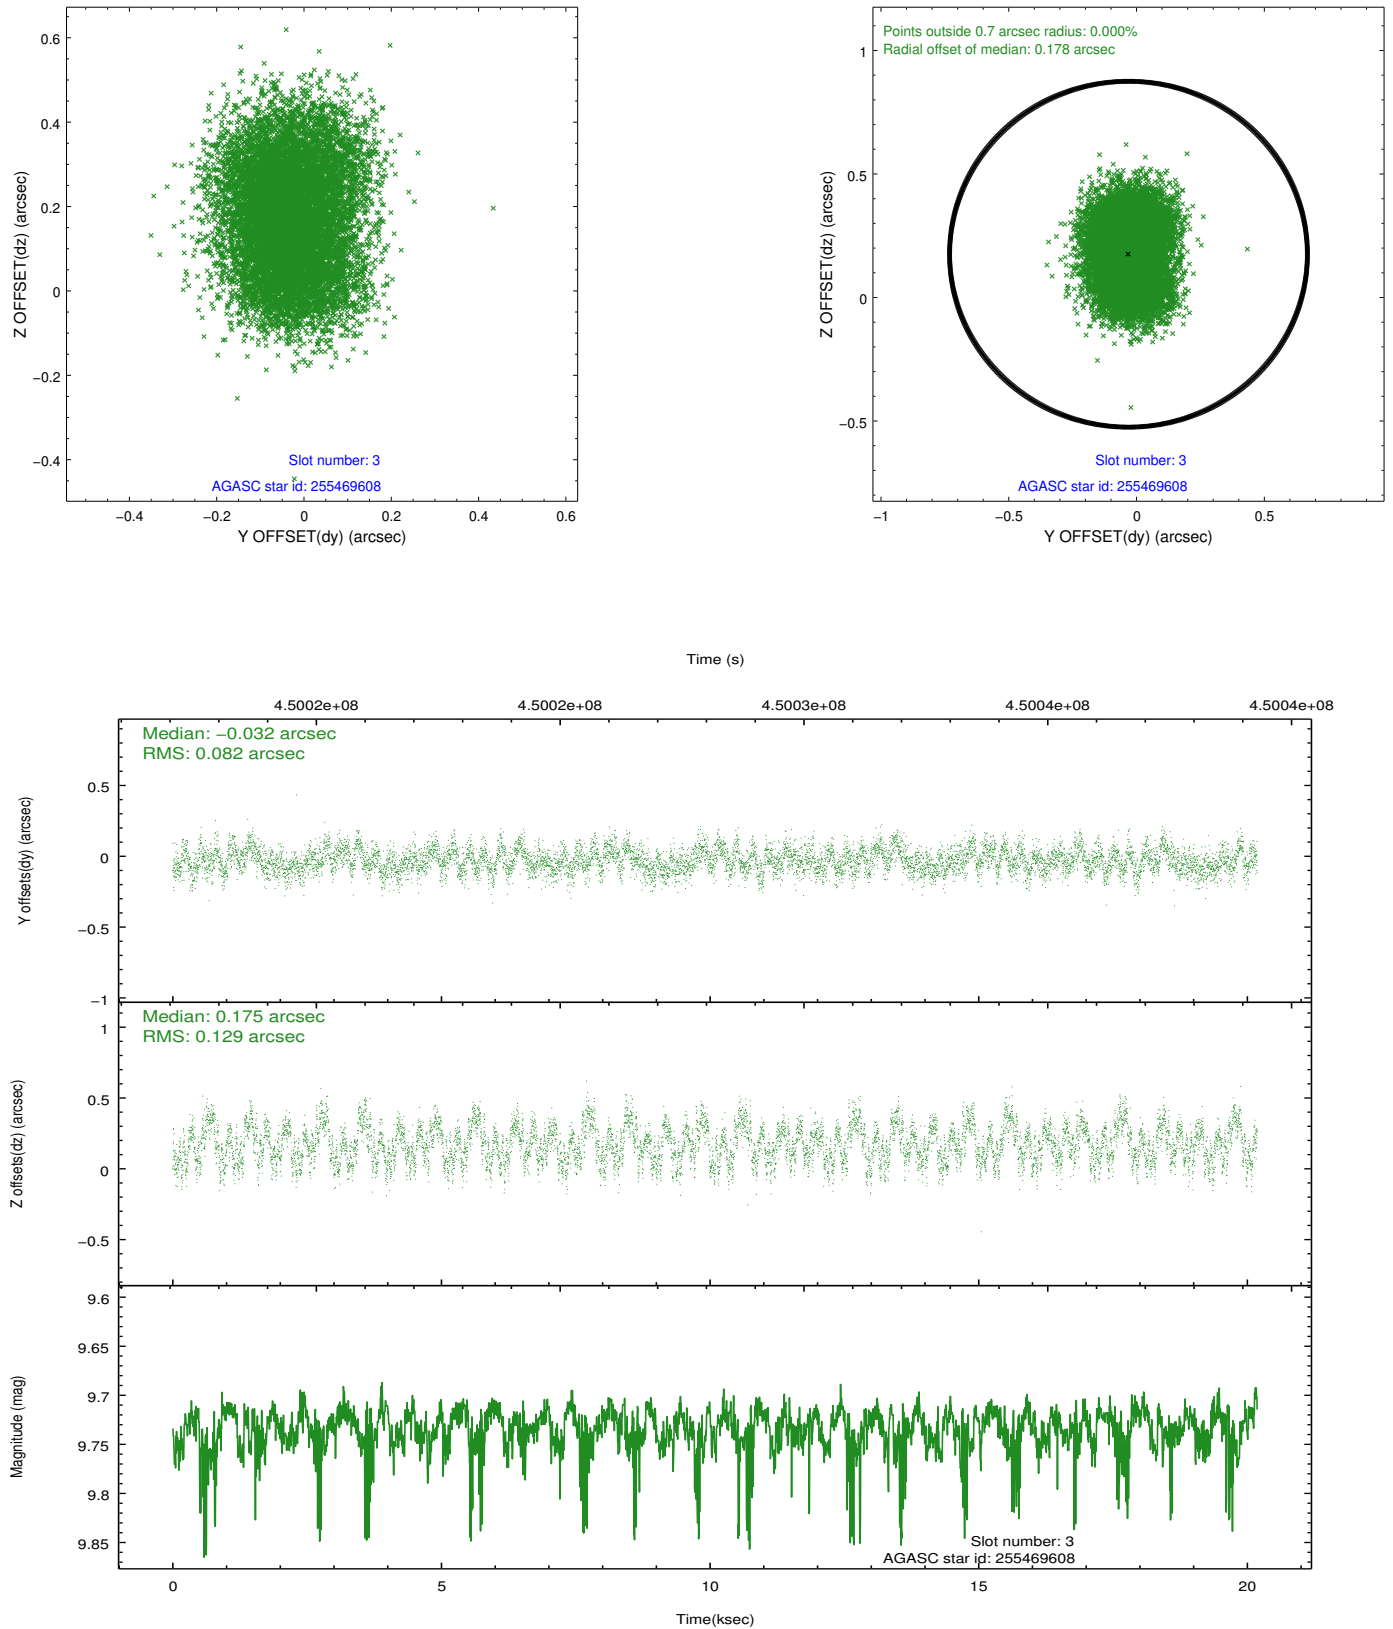 0.6
0.4
0.2
0
−0.2
−0.4
Z OFFSET(dz) (arcsec)
Slot number: 3
AGASC star id: 255469608
−0.4 −0.2 0 0.2 0.4 0.6
Y OFFSET(dy) (arcsec)
Points outside 0.7 arcsec radius: 0.000%
Radial offset of median: 0.178 arcsec
1
0.5
0
−0.5
Z OFFSET(dz) (arcsec)
Slot number: 3
AGASC star id: 255469608
−1 −0.5 0 0.5
Y OFFSET(dy) (arcsec)
Time (s)
4.5002e+08 4.5002e+08 4.5003e+08 4.5004e+08 4.5004e+08
Median: −0.032 arcsec
RMS: 0.082 arcsec
0.5
0
−0.5
−1
Y offsets(dy) (arcsec)
Median: 0.175 arcsec
RMS: 0.129 arcsec
1
0.5
0
−0.5
Z offsets(dz) (arcsec)
9.6
9.65
9.7
9.75
9.8
9.85
Magnitude (mag)
Slot number: 3
AGASC star id: 255469608
0 5 10 15 20
Time(ksec)